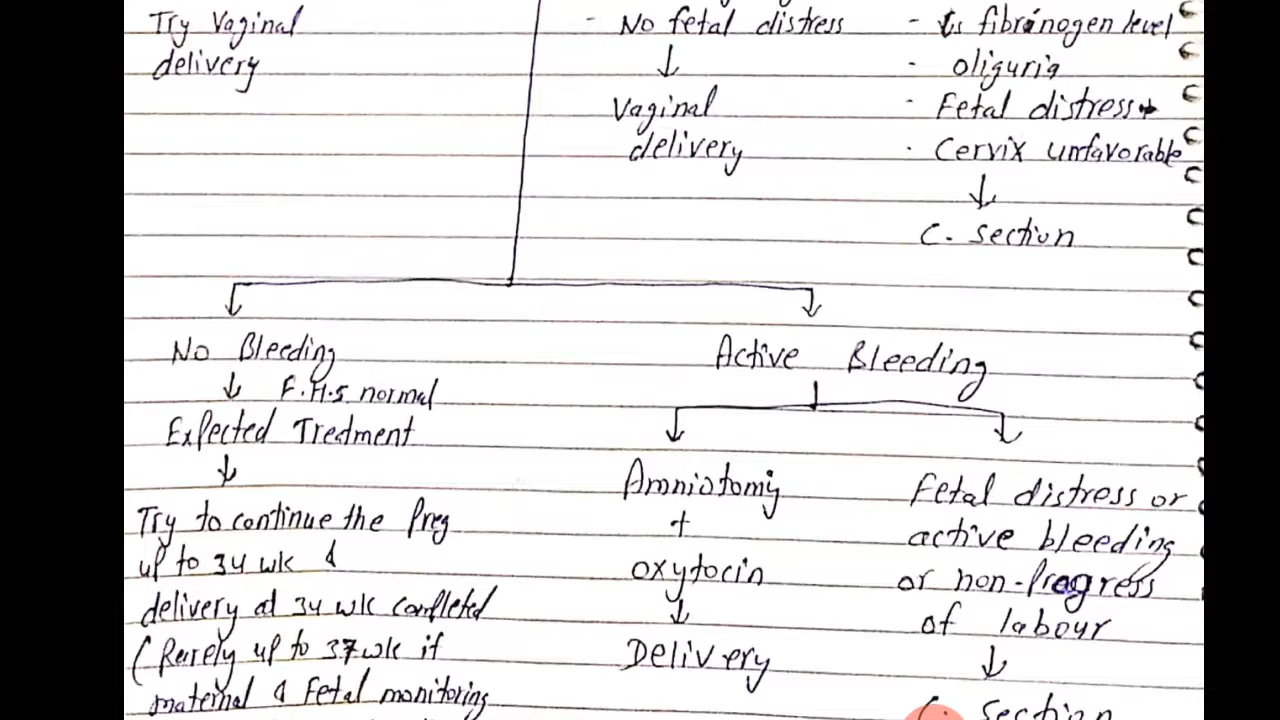 Try Vaginal
delivery
- No fetal distress
↓
Vaginal
delivery
- ↓s fibrinogen level
- oliguria
- Fetal distress +
- Cervix unfavorable
↓
C. section
No Bleeding
↓ F.H.S normal
Expected Treatment
↓
Try to continue the Preg
up to 34 wk &
delivery at 34 wk completed
(Rarely up to 37 wk if
maternal & Fetal monitoring
Active Bleeding
Amniotomy
+
oxytocin
↓
Delivery
Fetal distress or
active bleeding
or non-Progress
of labour
↓
C. section